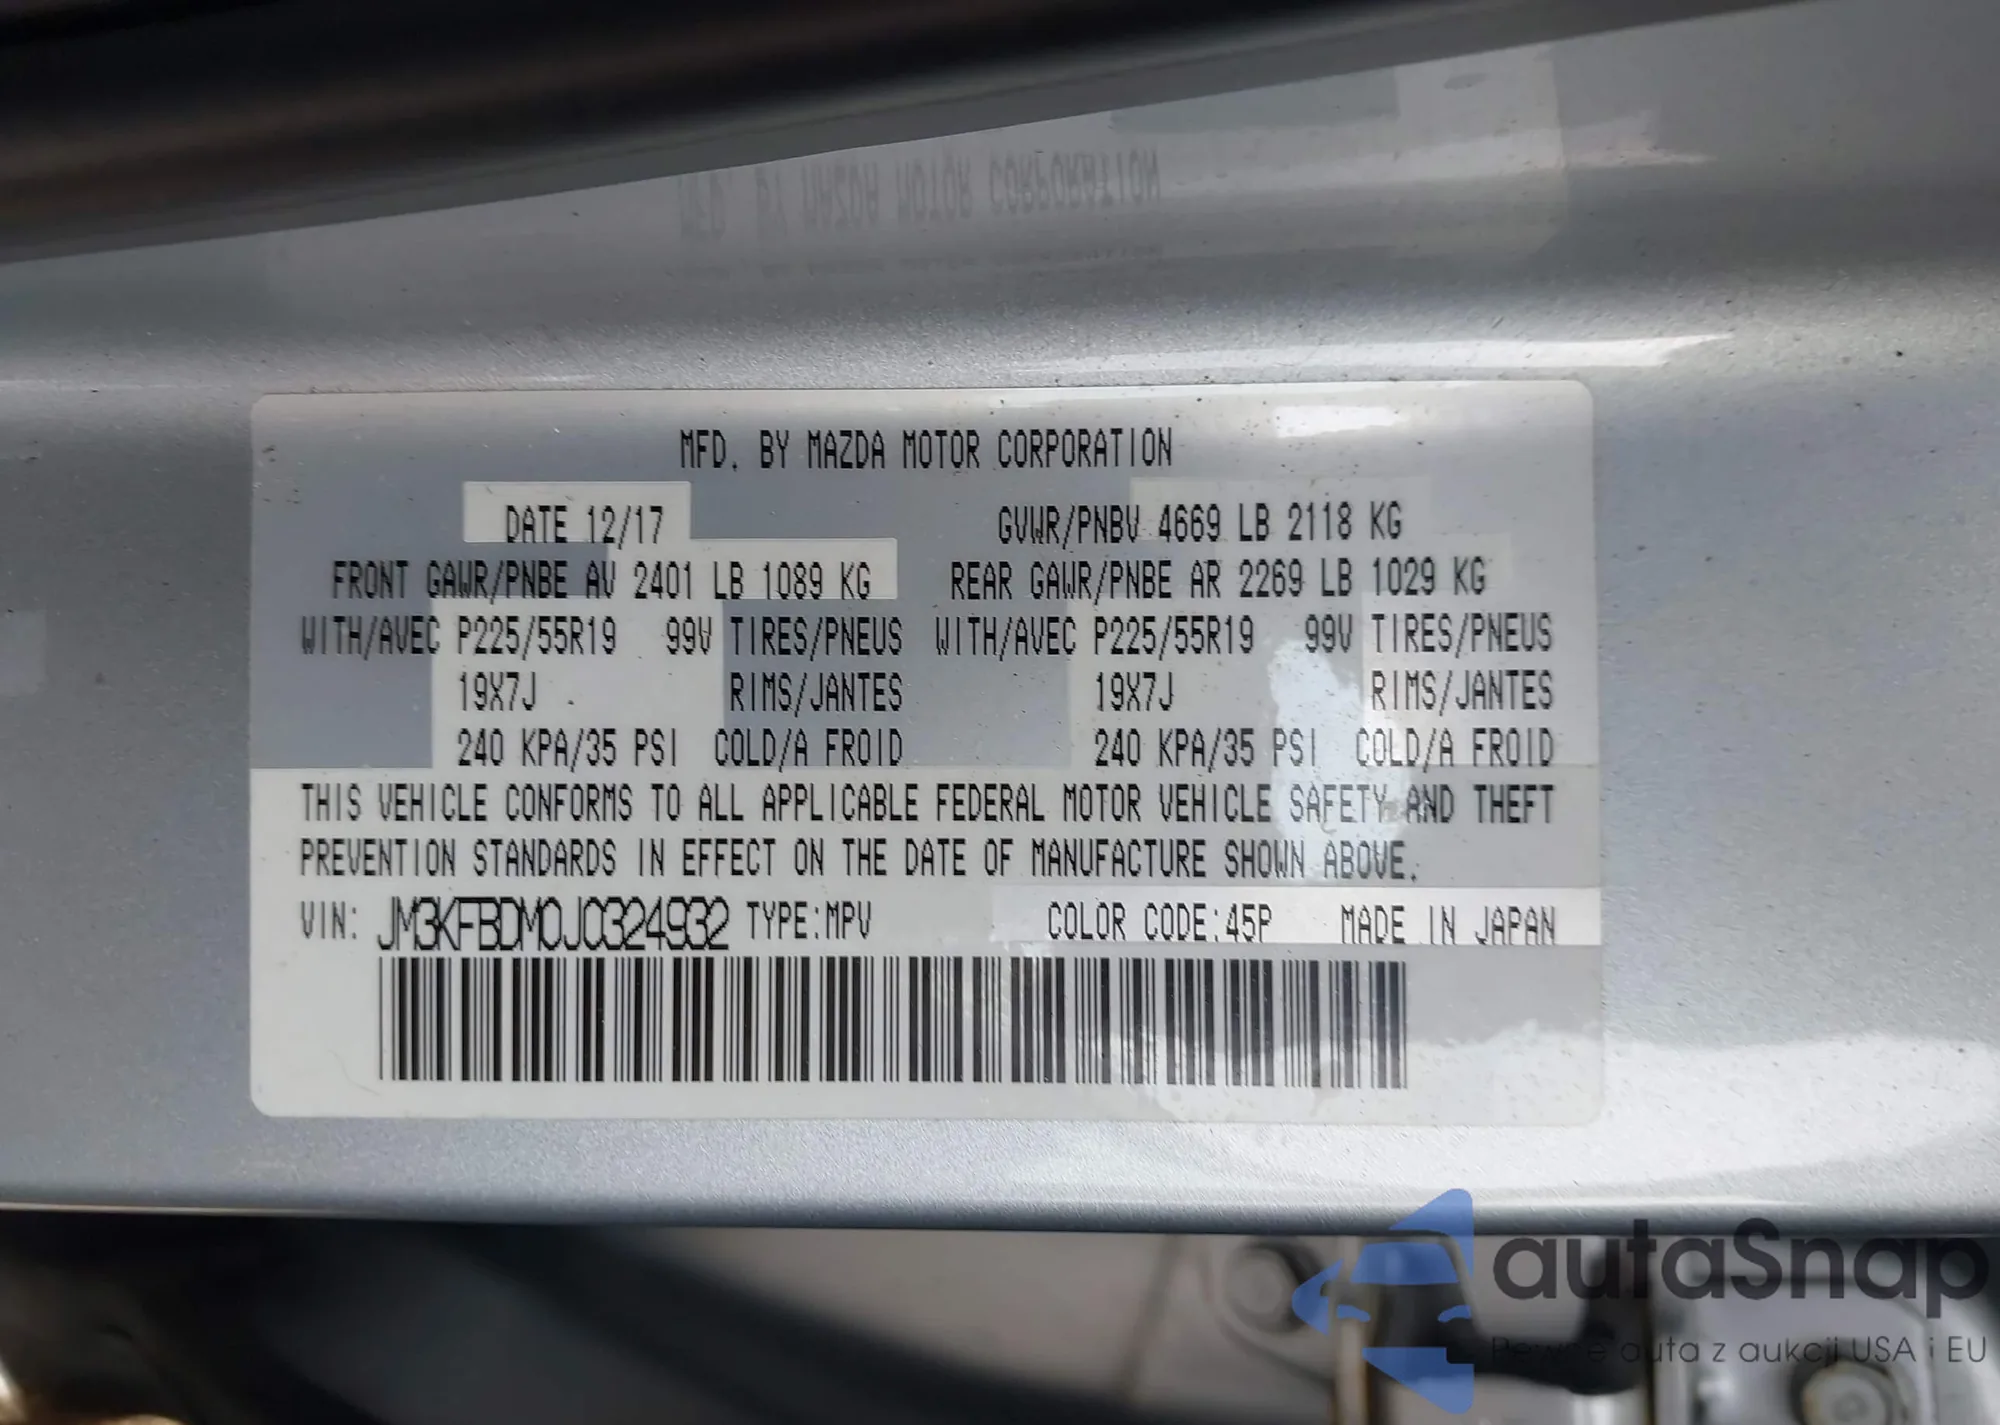 MFD. BY MAZDA MOTOR CORPORATION
DATE 12/17 GVWR/PNBV 4669 LB 2118 KG
FRONT GAWR/PNBE AV 2401 LB 1089 KG REAR GAWR/PNBE AR 2269 LB 1029 KG
WITH/AVEC P225/55R19 99V TIRES/PNEUS WITH/AVEC P225/55R19 99V TIRES/PNEUS
19X7J RIMS/JANTES 19X7J RIMS/JANTES
240 KPA/35 PSI COLD/A FROID 240 KPA/35 PSI COLD/A FROID
THIS VEHICLE CONFORMS TO ALL APPLICABLE FEDERAL MOTOR VEHICLE SAFETY AND THEFT
PREVENTION STANDARDS IN EFFECT ON THE DATE OF MANUFACTURE SHOWN ABOVE.
VIN: JM3KFBDM0J0324932 TYPE:MPV COLOR CODE:45P MADE IN JAPAN
autaSnap
Pewne auta z aukcji USA i EU